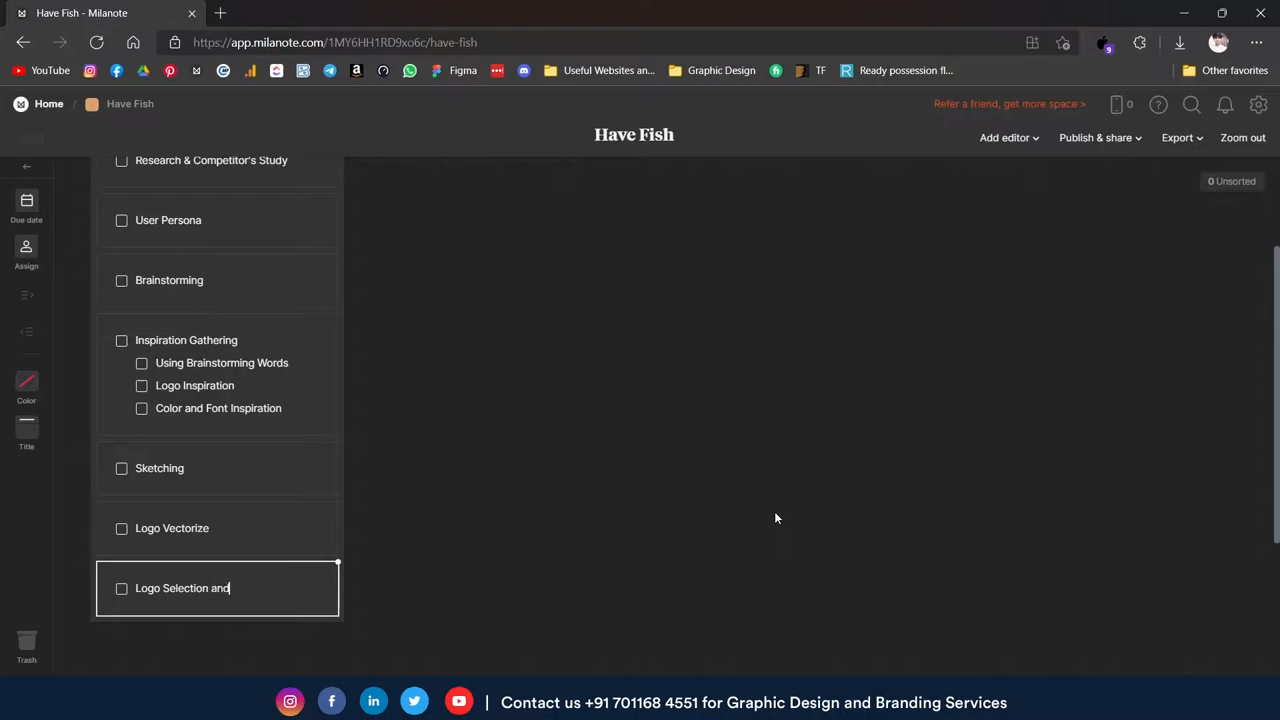 Have Fish - Milanote
https://app.milanote.com/1MY6HH1RD9xo6c/have-fish
9
YouTube
Figma
Useful Websites an...
Graphic Design
TF
Ready possession fl...
Other favorites
Home / Have Fish
Refer a friend, get more space >
0
Have Fish
Add editor
Publish & share
Export
Zoom out
0 Unsorted
Due date
Assign
Color
Title
Trash
Research & Competitor's Study
User Persona
Brainstorming
Inspiration Gathering
Using Brainstorming Words
Logo Inspiration
Color and Font Inspiration
Sketching
Logo Vectorize
Logo Selection and
| Contact us +91 701168 4551 for Graphic Design and Branding Services